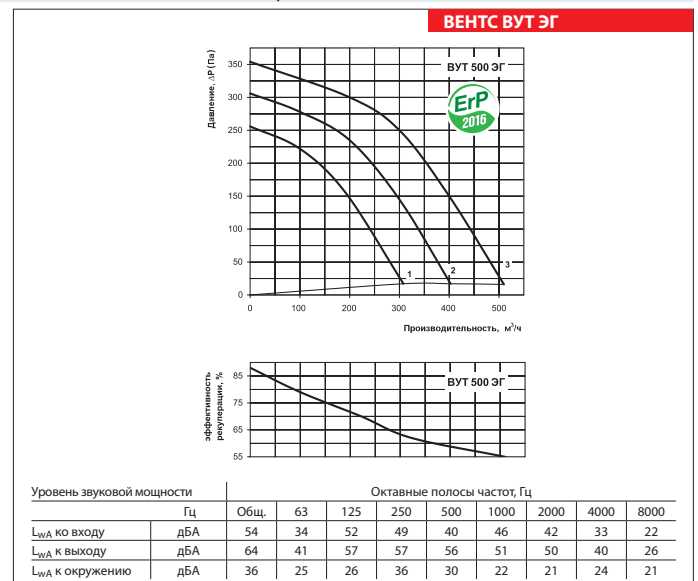 ВЕНТС ВУТ ЭГ
Давление, ΔP (Па)
350
300
250
200
150
100
50
0
ВУТ 500 ЭГ
ErP
2016
1
2
3
0
100
200
300
400
500
Производительность, м³/ч
эффективность
рекуперации, %
85
75
65
55
ВУТ 500 ЭГ
Уровень звуковой мощности Октавные полосы частот, Гц
Гц Общ. 63 125 250 500 1000 2000 4000 8000
LwA ко входу дБА 54 34 52 49 40 46 42 33 22
LwA к выходу дБА 64 41 57 57 56 51 50 40 26
LwA к окружению дБА 36 25 26 36 30 22 21 24 21